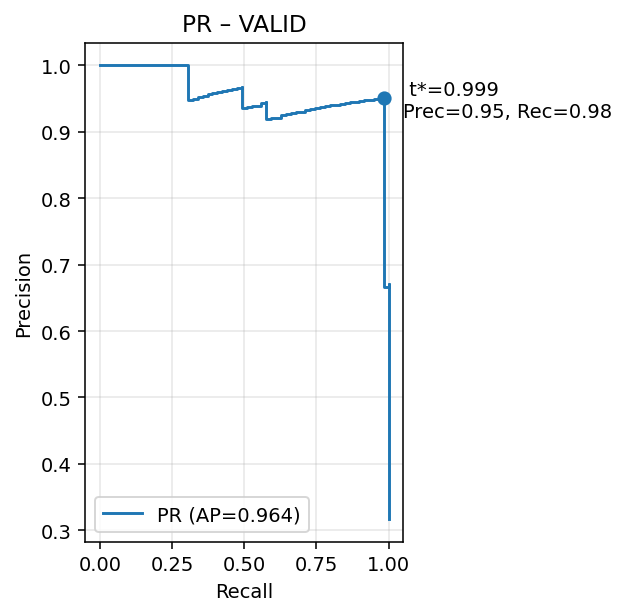 PR – VALID
1.0
0.9
0.8
0.7
0.6
0.5
0.4
0.3
Precision
t*=0.999
Prec=0.95, Rec=0.98
PR (AP=0.964)
0.00 0.25 0.50 0.75 1.00
Recall